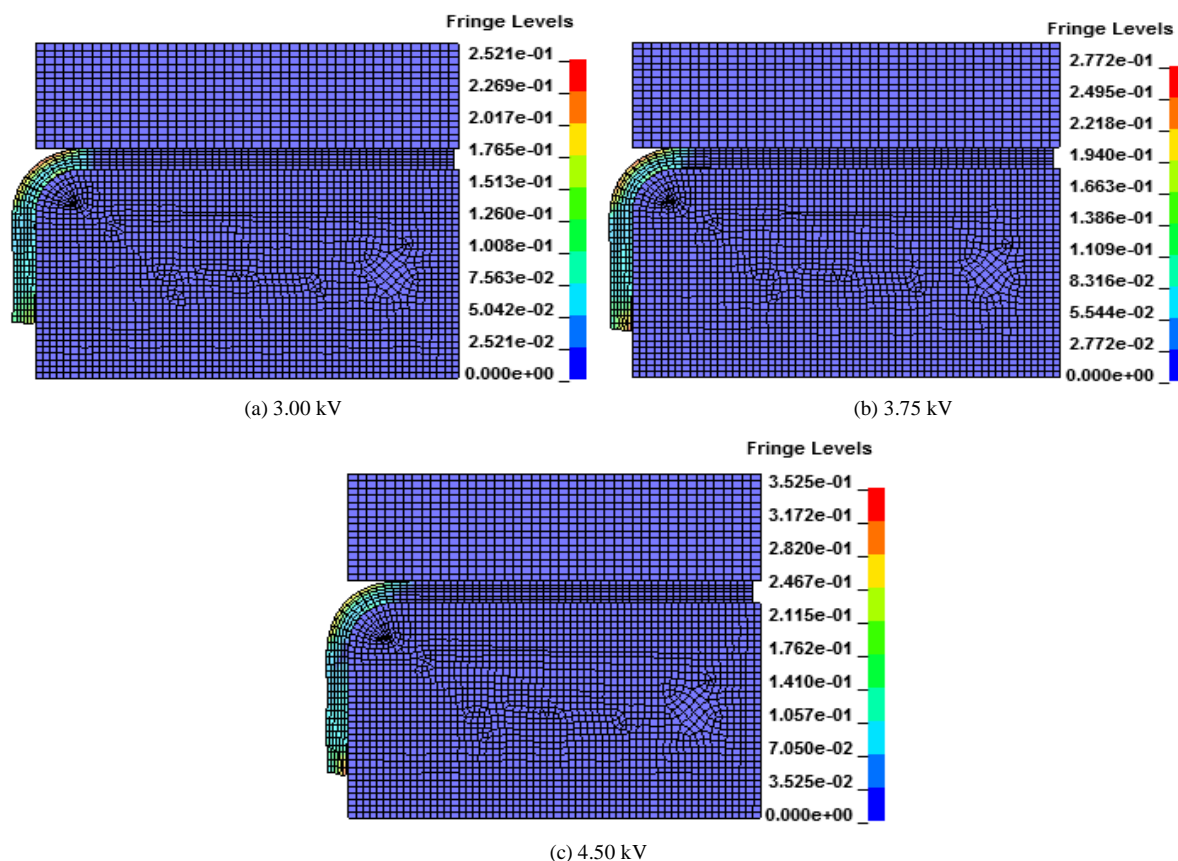 Fringe Levels
2.521e-01
2.269e-01
2.017e-01
1.765e-01
1.513e-01
1.260e-01
1.008e-01
7.563e-02
5.042e-02
2.521e-02
0.000e+00
(a) 3.00 kV
Fringe Levels
2.772e-01
2.495e-01
2.218e-01
1.940e-01
1.663e-01
1.386e-01
1.109e-01
8.316e-02
5.544e-02
2.772e-02
0.000e+00
(b) 3.75 kV
Fringe Levels
3.525e-01
3.172e-01
2.820e-01
2.467e-01
2.115e-01
1.762e-01
1.410e-01
1.057e-01
7.050e-02
3.525e-02
0.000e+00
(c) 4.50 kV